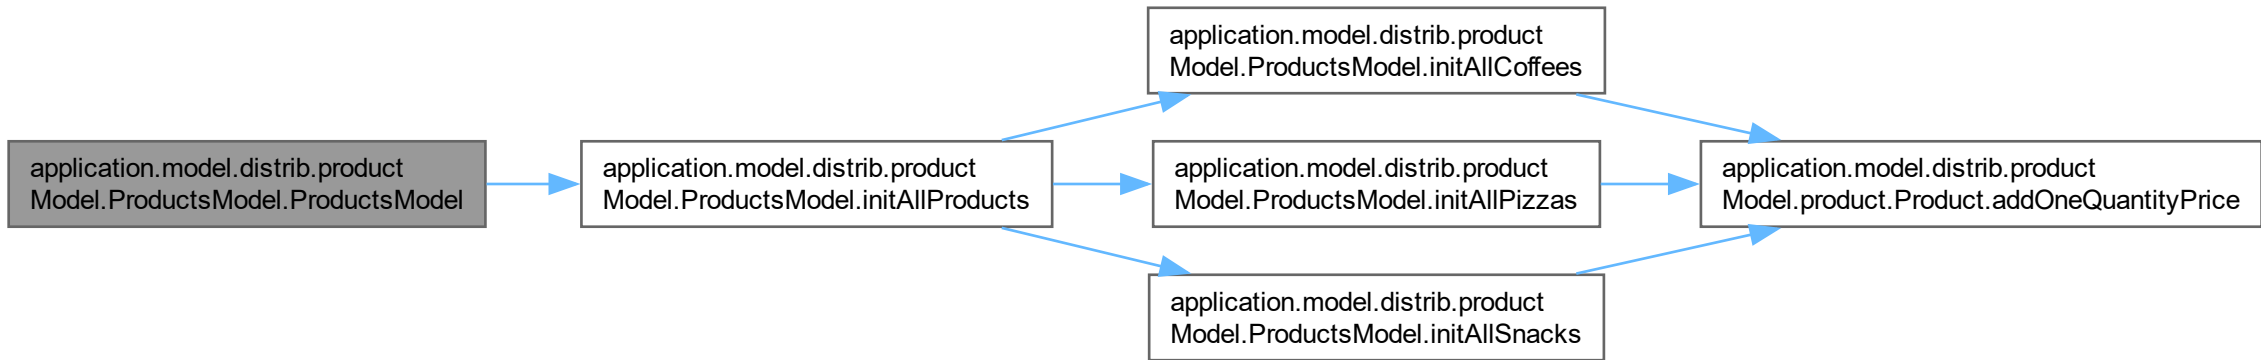 application.model.distrib.product
Model.ProductsModel.ProductsModel
application.model.distrib.product
Model.ProductsModel.initAllProducts
application.model.distrib.product
Model.ProductsModel.initAllCoffees
application.model.distrib.product
Model.ProductsModel.initAllPizzas
application.model.distrib.product
Model.ProductsModel.initAllSnacks
application.model.distrib.product
Model.product.Product.addOneQuantityPrice